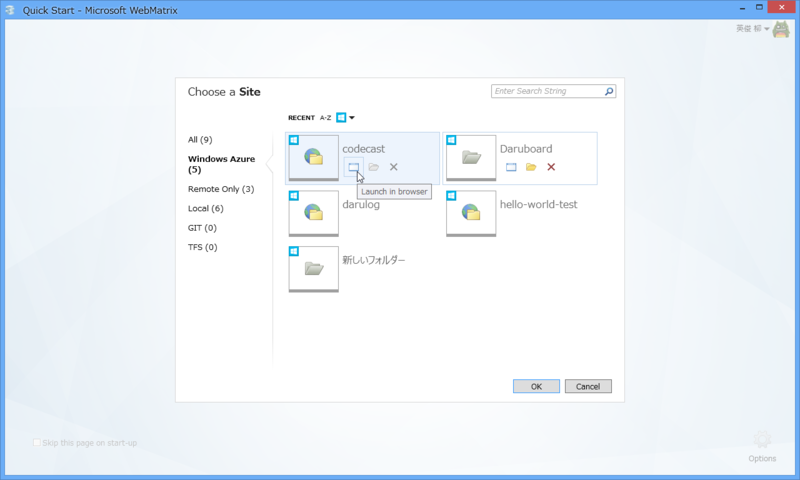 Quick Start - Microsoft WebMatrix
英俊 柳
Choose a Site
Enter Search String
RECENT A-Z
All (9)
Windows Azure
(5)
Remote Only (3)
Local (6)
GIT (0)
TFS (0)
codecast
Daruboard
Launch in browser
darulog
hello-world-test
新しいフォルダー
OK
Cancel
Skip this page on start-up
Options